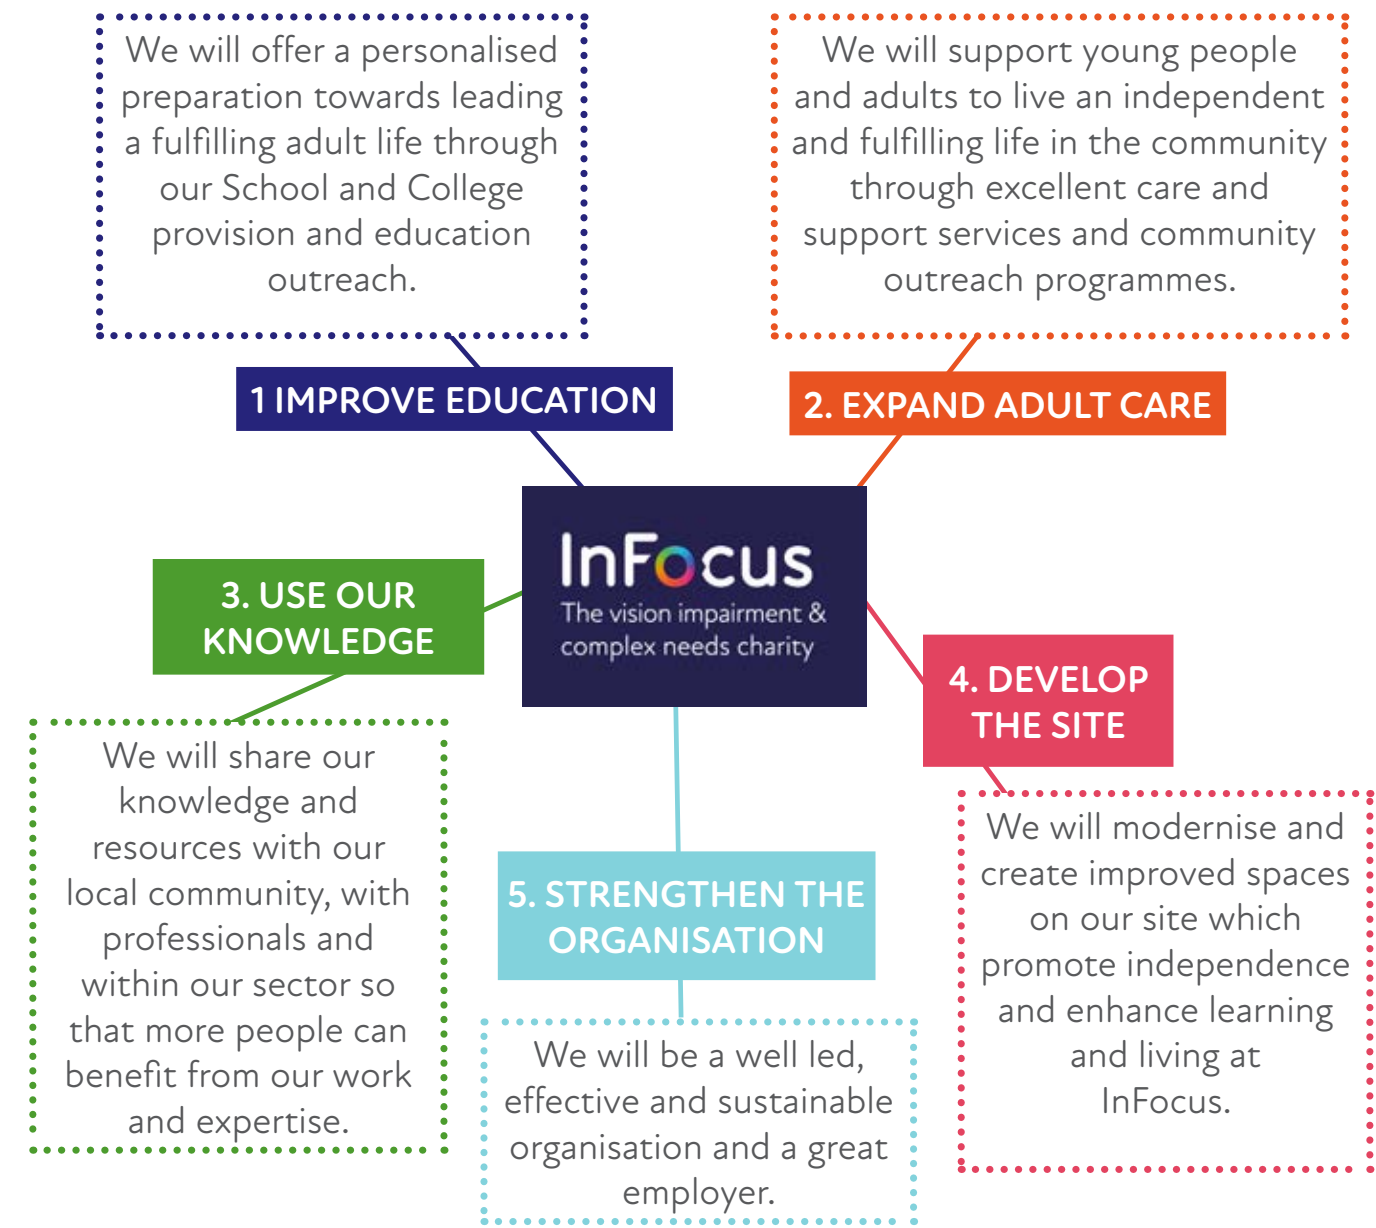 We will offer a personalised
preparation towards leading
a fulfilling adult life through
our School and College
provision and education
outreach.
We will support young people
and adults to live an independent
and fulfilling life in the community
through excellent care and
support services and community
outreach programmes.
1 IMPROVE EDUCATION
2. EXPAND ADULT CARE
InFocus
The vision impairment &
complex needs charity
3. USE OUR
KNOWLEDGE
We will share our
knowledge and
resources with our
local community, with
professionals and
within our sector so
that more people can
benefit from our work
and expertise.
4. DEVELOP
THE SITE
We will modernise and
create improved spaces
on our site which
promote independence
and enhance learning
and living at
InFocus.
5. STRENGTHEN THE
ORGANISATION
We will be a well led,
effective and sustainable
organisation and a great
employer.